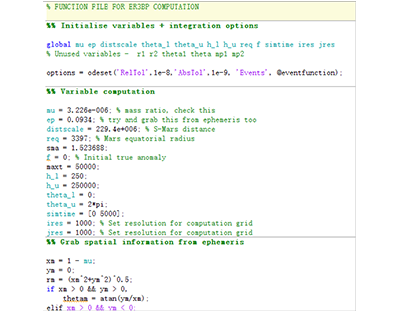 % FUNCTION FILE FOR ER3BP COMPUTATION
%% Initialise variables + integration options
global mu ep distscale theta_l theta_u h_l h_u req f simtime ires jres
% Unused variables - r1 r2 theta1 theta mp1 mp2
options = odeset('RelTol',1e-8,'AbsTol',1e-9, 'Events', @eventfunction);
%% Variable computation
mu = 3.226e-006; % mass ratio. check this
ep = 0.0934; % try and grab this from ephemeris too
distscale = 229.4e+006; % S-Mars distance
req = 3397; % Mars equatorial radius
sma = 1.523688;
f = 0; % Initial true anomaly
maxt = 50000;
h_l = 250;
h_u = 250000;
theta_l = 0;
theta_u = 2*pi;
simtime = [0 5000];
ires = 1000; % Set resolution for computation grid
jres = 1000; % Set resolution for computation grid
%% Grab spatial information from ephemeris
xm = 1 - mu;
ym = 0;
rm = (xm^2+ym^2)^0.5;
if xm > 0 && ym > 0,
thetam = atan(ym/xm);
elif xm > 0 && ym < 0;